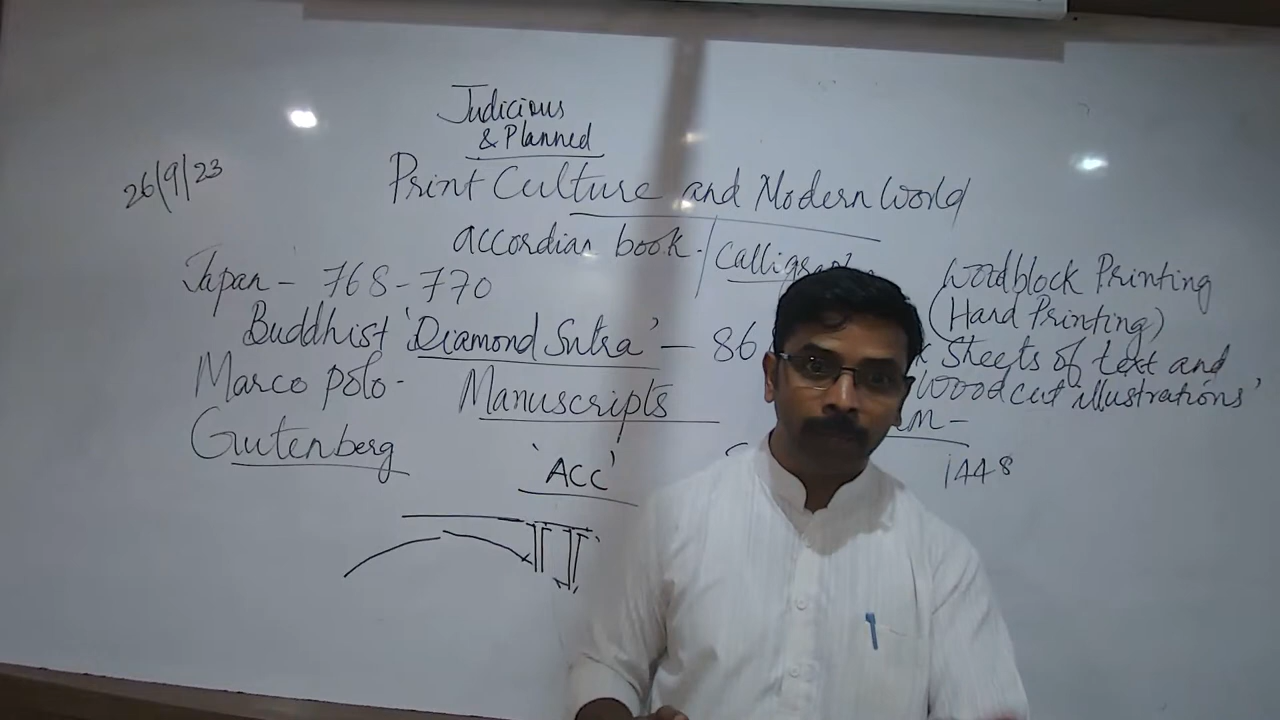 Judicious
& Planned
26/9/23
Print Culture and Modern World
accordian book. / Calligraph
Japan - 768-770
Woodblock Printing
(Hand Printing)
Buddhist 'Diamond Sutra' - 86
Sheets of text and
Marco polo - Manuscripts
Woodcut illustrations'
Gutenberg
'ACC'
1448